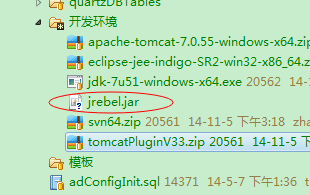 quartzDBTables
开发环境
apache-tomcat-7.0.55-windows-x64.zip
eclipse-jee-indigo-SR2-win32-x86_64.z
jdk-7u51-windows-x64.exe 20562 14-
jrebel.jar
svn64.zip 20561 14-11-5 下午3:18 zha
tomcatPluginV33.zip 20561 14-11-5 下
模板
adConfigInit.sql 14371 14-5-7 下午1:36